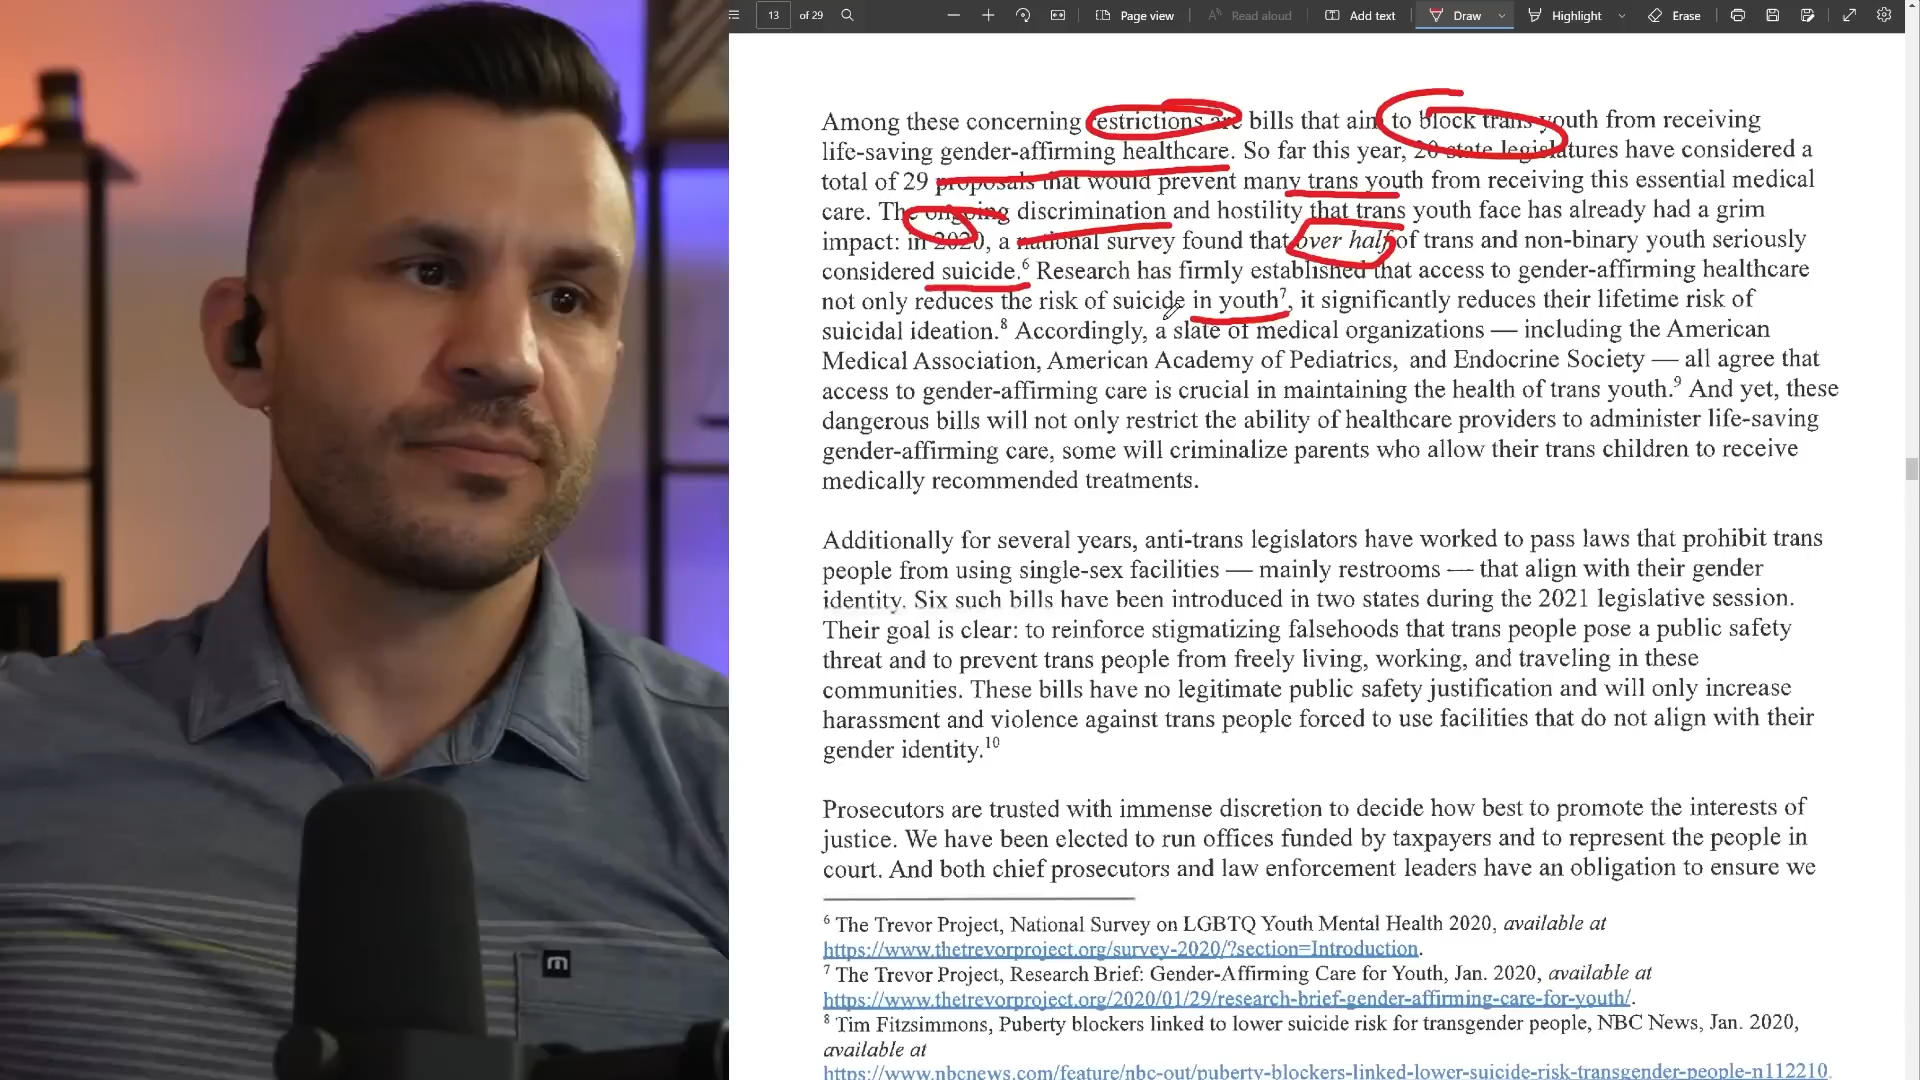 13 of 29 Page view Read aloud Add text Draw Highlight Erase
Among these concerning restrictions are bills that aim to block trans youth from receiving
life-saving gender-affirming healthcare. So far this year, 20 state legislatures have considered a
total of 29 proposals that would prevent many trans youth from receiving this essential medical
care. The ongoing discrimination and hostility that trans youth face has already had a grim
impact: in 2020, a national survey found that over half of trans and non-binary youth seriously
considered suicide.6 Research has firmly established that access to gender-affirming healthcare
not only reduces the risk of suicide in youth7, it significantly reduces their lifetime risk of
suicidal ideation.8 Accordingly, a slate of medical organizations — including the American
Medical Association, American Academy of Pediatrics, and Endocrine Society — all agree that
access to gender-affirming care is crucial in maintaining the health of trans youth.9 And yet, these
dangerous bills will not only restrict the ability of healthcare providers to administer life-saving
gender-affirming care, some will criminalize parents who allow their trans children to receive
medically recommended treatments.
Additionally for several years, anti-trans legislators have worked to pass laws that prohibit trans
people from using single-sex facilities — mainly restrooms — that align with their gender
identity. Six such bills have been introduced in two states during the 2021 legislative session.
Their goal is clear: to reinforce stigmatizing falsehoods that trans people pose a public safety
threat and to prevent trans people from freely living, working, and traveling in these
communities. These bills have no legitimate public safety justification and will only increase
harassment and violence against trans people forced to use facilities that do not align with their
gender identity.10
Prosecutors are trusted with immense discretion to decide how best to promote the interests of
justice. We have been elected to run offices funded by taxpayers and to represent the people in
court. And both chief prosecutors and law enforcement leaders have an obligation to ensure we
6 The Trevor Project, National Survey on LGBTQ Youth Mental Health 2020, available at
https://www.thetrevorproject.org/survey-2020/?section=Introduction.
7 The Trevor Project, Research Brief: Gender-Affirming Care for Youth, Jan. 2020, available at
https://www.thetrevorproject.org/2020/01/29/research-brief-gender-affirming-care-for-youth/.
8 Tim Fitzsimmons, Puberty blockers linked to lower suicide risk for transgender people, NBC News, Jan. 2020,
available at
https://www.nbcnews.com/feature/nbc-out/puberty-blockers-linked-lower-suicide-risk-transgender-people-n112210
m